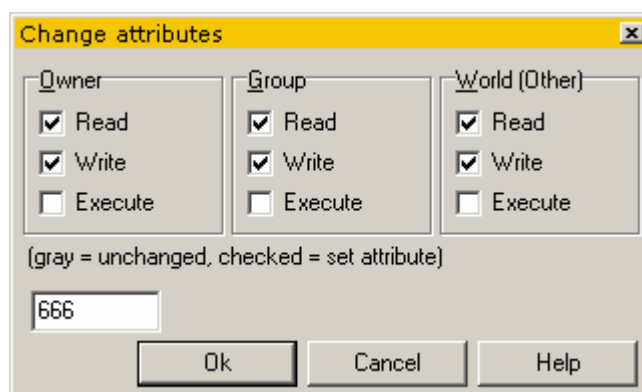 Change attributes
Owner Group World (Other)
Read Read Read
Write Write Write
Execute Execute Execute
(gray = unchanged, checked = set attribute)
666
Ok Cancel Help